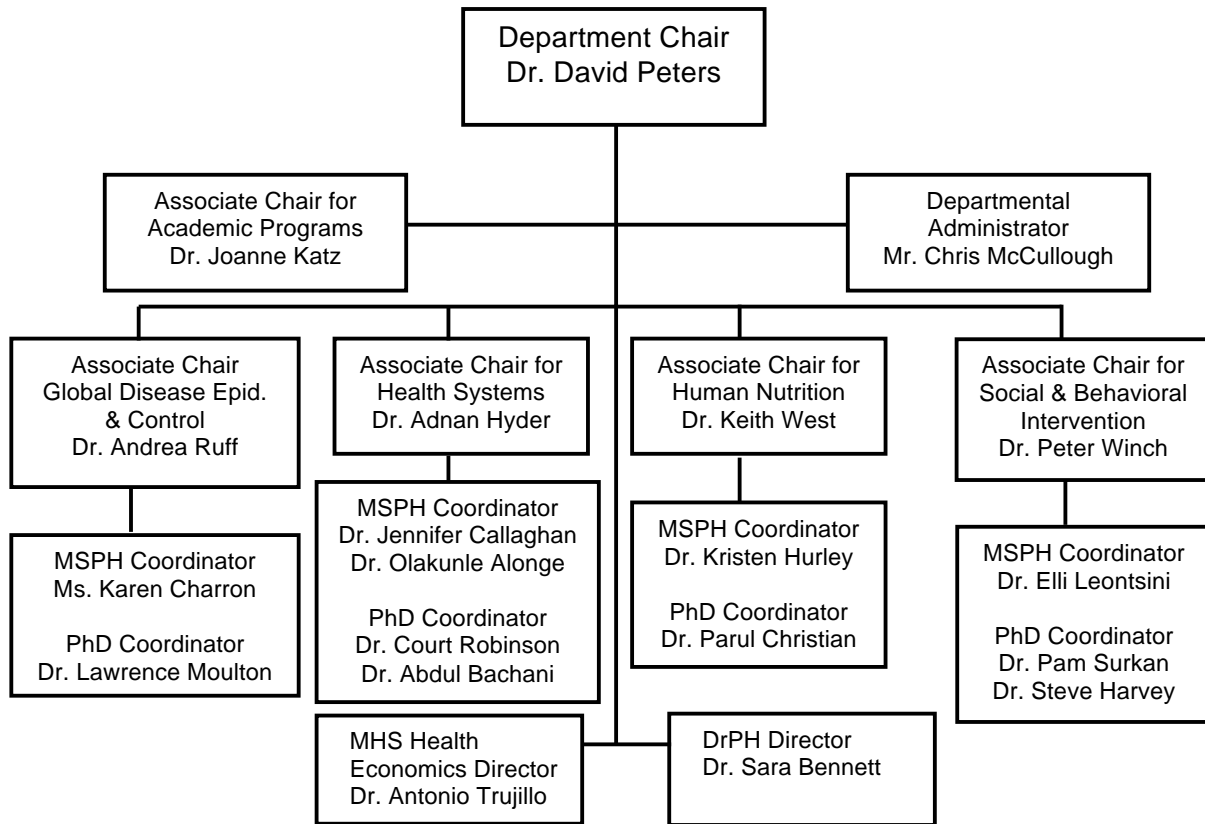 Department Chair
Dr. David Peters
Associate Chair for
Academic Programs
Dr. Joanne Katz
Departmental
Administrator
Mr. Chris McCullough
Associate Chair
Global Disease Epid.
& Control
Dr. Andrea Ruff
Associate Chair for
Health Systems
Dr. Adnan Hyder
Associate Chair for
Human Nutrition
Dr. Keith West
Associate Chair for
Social & Behavioral
Intervention
Dr. Peter Winch
MSPH Coordinator
Ms. Karen Charron
PhD Coordinator
Dr. Lawrence Moulton
MSPH Coordinator
Dr. Jennifer Callaghan
Dr. Olakunle Alonge
PhD Coordinator
Dr. Court Robinson
Dr. Abdul Bachani
MSPH Coordinator
Dr. Kristen Hurley
PhD Coordinator
Dr. Parul Christian
MSPH Coordinator
Dr. Elli Leontsini
PhD Coordinator
Dr. Pam Surkan
Dr. Steve Harvey
MHS Health
Economics Director
Dr. Antonio Trujillo
DrPH Director
Dr. Sara Bennett